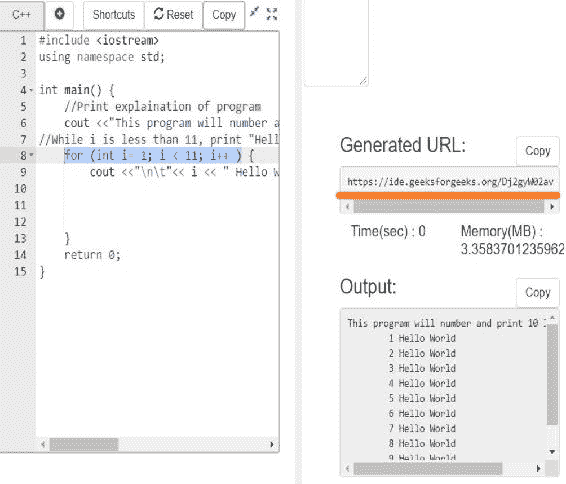 C++ Shortcuts Reset Copy
1 #include <iostream>
2 using namespace std;
3
4 int main() {
5 //Print explaination of program
6 cout <<"This program will number a
7 //While i is less than 11, print "Hell
8 for (int i= 1; i < 11; i++ ) {
9 cout <<"\n\t"<< i << " Hello w
10
11
12
13 }
14 return 0;
15 }
Generated URL:
Copy
https://ide.geeksforgeeks.org/Dj2gyW02av
Time(sec) : 0 Memory(MB) :
3.3583701235962
Output:
Copy
This program will number and print 10
1 Hello World
2 Hello World
3 Hello World
4 Hello World
5 Hello World
6 Hello World
7 Hello World
8 Hello World
9 Hello World